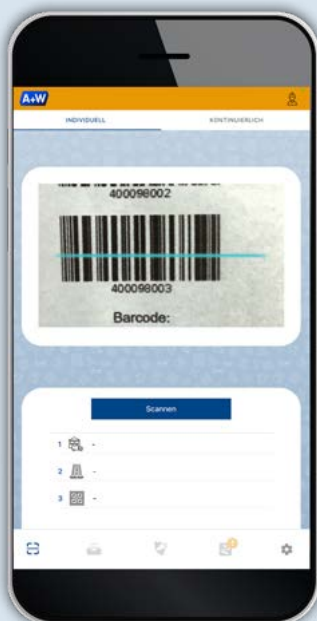 A+W
INDIVIDUELL KONTINUIERLICH
400098002
400098003
Barcode:
Scannen
1 -
2 -
3 -